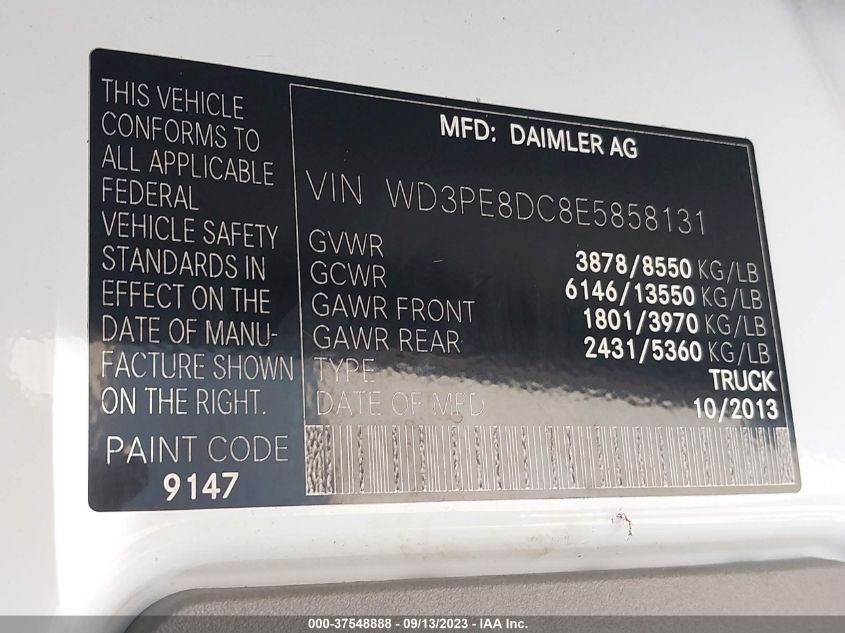 THIS VEHICLE
CONFORMS TO
ALL APPLICABLE
FEDERAL
VEHICLE SAFETY
STANDARDS IN
EFFECT ON THE
DATE OF MANU-
FACTURE SHOWN
ON THE RIGHT.
PAINT CODE
9147
MFD: DAIMLER AG
VIN WD3PE8DC8E5858131
GVWR 3878/8550 KG/LB
GCWR 6146/13550 KG/LB
GAWR FRONT 1801/3970 KG/LB
GAWR REAR 2431/5360 KG/LB
TYPE TRUCK
DATE OF MFD 10/2013
000-37548888 - 09/13/2023 - IAA Inc.